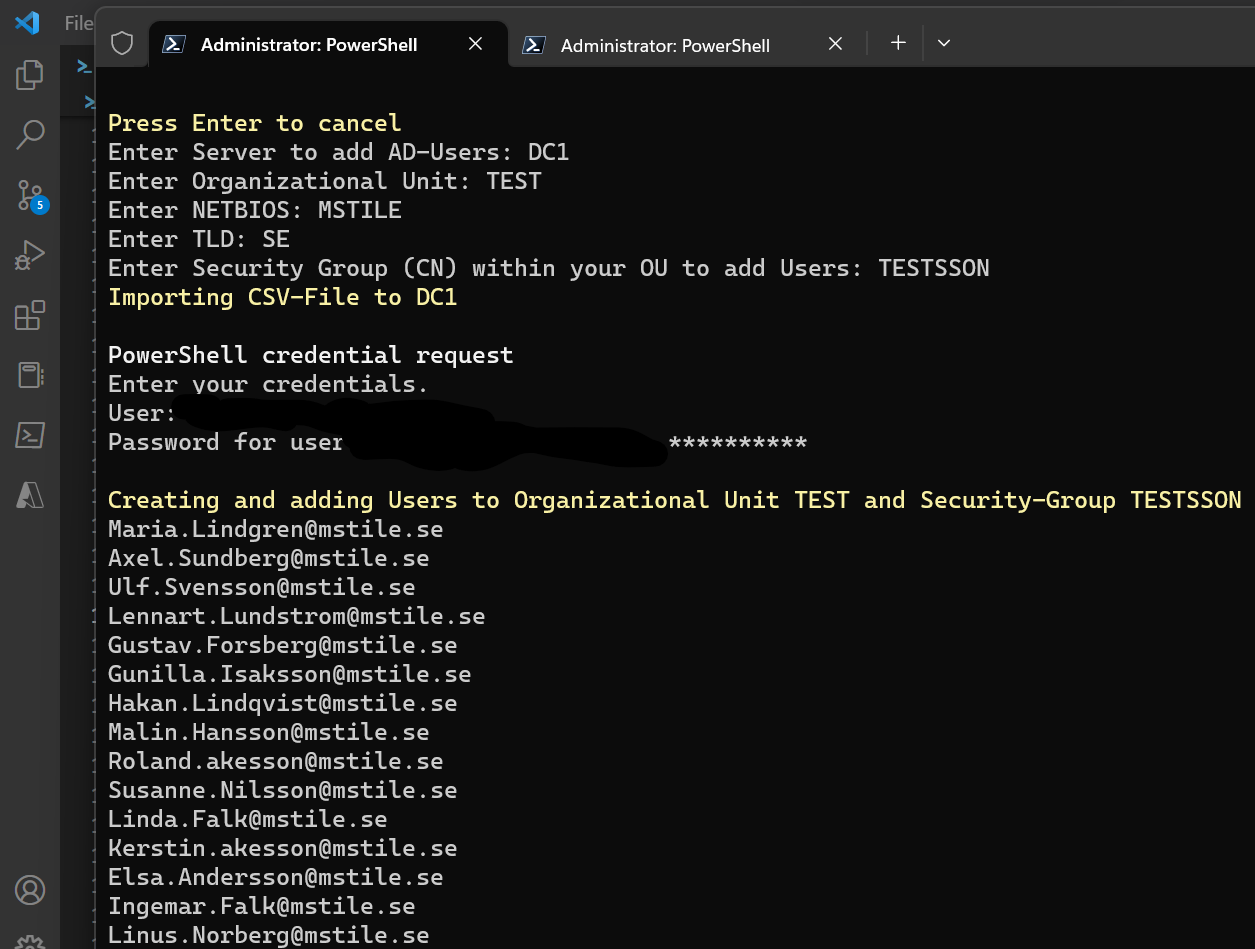 File
Administrator: PowerShell
Administrator: PowerShell
Press Enter to cancel
Enter Server to add AD-Users: DC1
Enter Organizational Unit: TEST
Enter NETBIOS: MSTILE
Enter TLD: SE
Enter Security Group (CN) within your OU to add Users: TESTSSON
Importing CSV-File to DC1
PowerShell credential request
Enter your credentials.
User:
Password for user **********
Creating and adding Users to Organizational Unit TEST and Security-Group TESTSSON
Maria.Lindgren@mstile.se
Axel.Sundberg@mstile.se
Ulf.Svensson@mstile.se
Lennart.Lundstrom@mstile.se
Gustav.Forsberg@mstile.se
Gunilla.Isaksson@mstile.se
Hakan.Lindqvist@mstile.se
Malin.Hansson@mstile.se
Roland.akesson@mstile.se
Susanne.Nilsson@mstile.se
Linda.Falk@mstile.se
Kerstin.akesson@mstile.se
Elsa.Andersson@mstile.se
Ingemar.Falk@mstile.se
Linus.Norberg@mstile.se
5